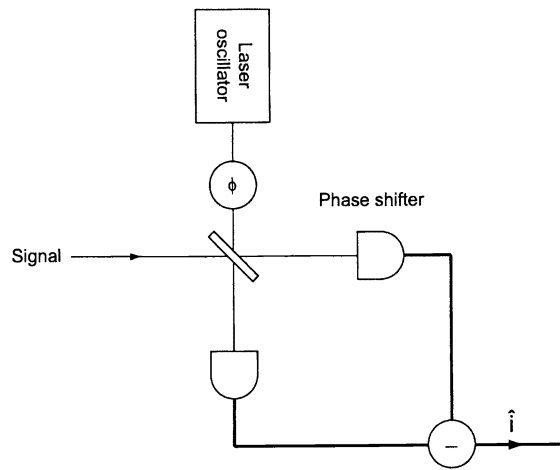 Laser
oscillator
ϕ
Phase shifter
Signal
î
–